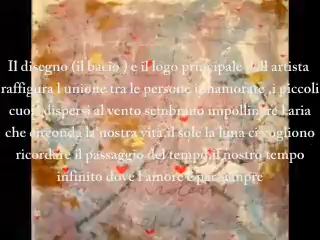 Il disegno (il bacio ) e il logo principale dell artista
raffigura l unione tra le persone innamorate ,i piccoli
cuori dispersi al vento sembrano impollinare l aria
che circonda la nostra vita il sole la luna ci vogliono
ricordare il passaggio del tempo,il nostro tempo
infinito dove l amore e per sempre